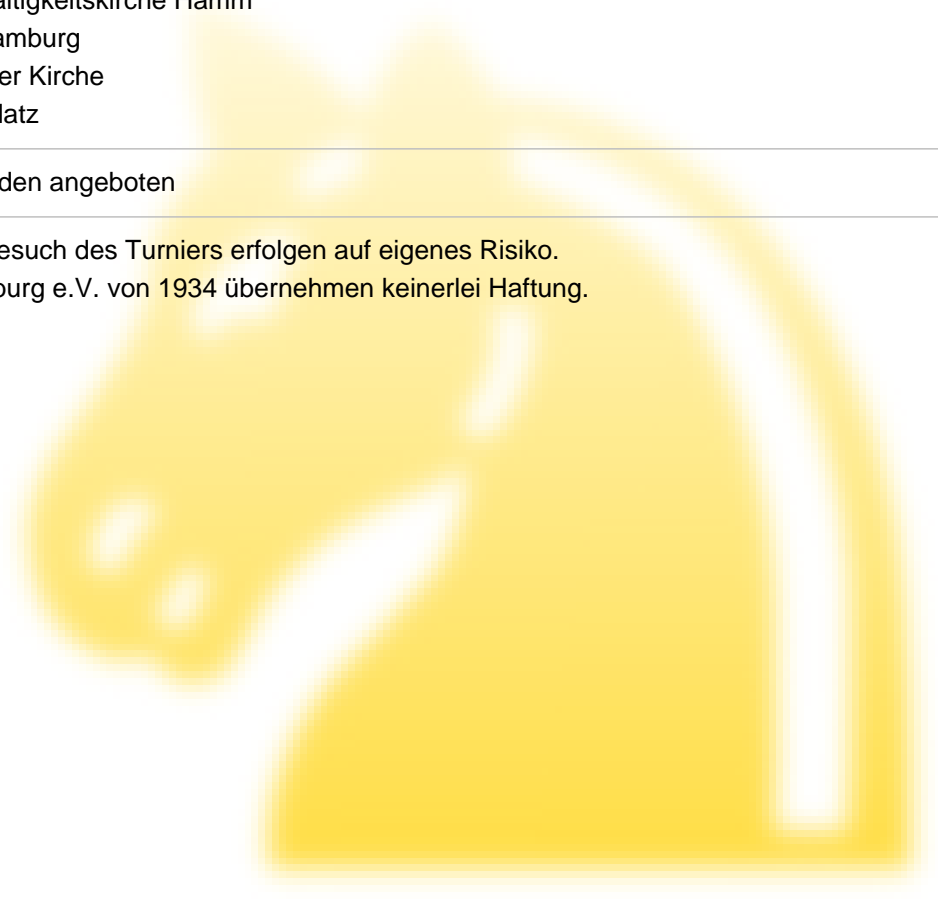 altigkeitskirche Hamm
amburg
er Kirche
latz
den angeboten
esuch des Turniers erfolgen auf eigenes Risiko.
ourg e.V. von 1934 übernehmen keinerlei Haftung.